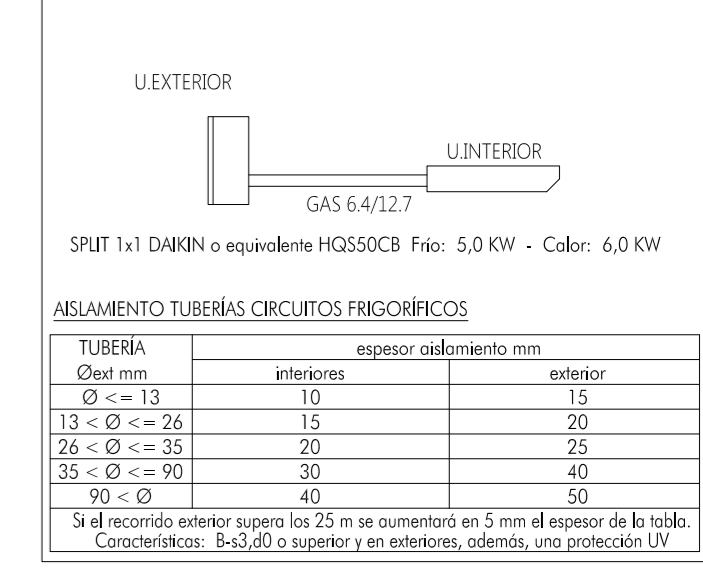 U.EXTERIOR
U.INTERIOR
GAS 6.4/12.7
SPLIT 1x1 DAIKIN o equivalente HQS50CB Frío: 5,0 KW - Calor: 6,0 KW
AISLAMIENTO TUBERÍAS CIRCUITOS FRIGORÍFICOS
TUBERÍA espesor aislamiento mm
Øext mm interiores exterior
Ø <= 13 10 15
13 < Ø <= 26 15 20
26 < Ø <= 35 20 25
35 < Ø <= 90 30 40
90 < Ø 40 50
Si el recorrido exterior supera los 25 m se aumentará en 5 mm el espesor de la tabla.
Características: B-s3,d0 o superior y en exteriores, además, una protección UV